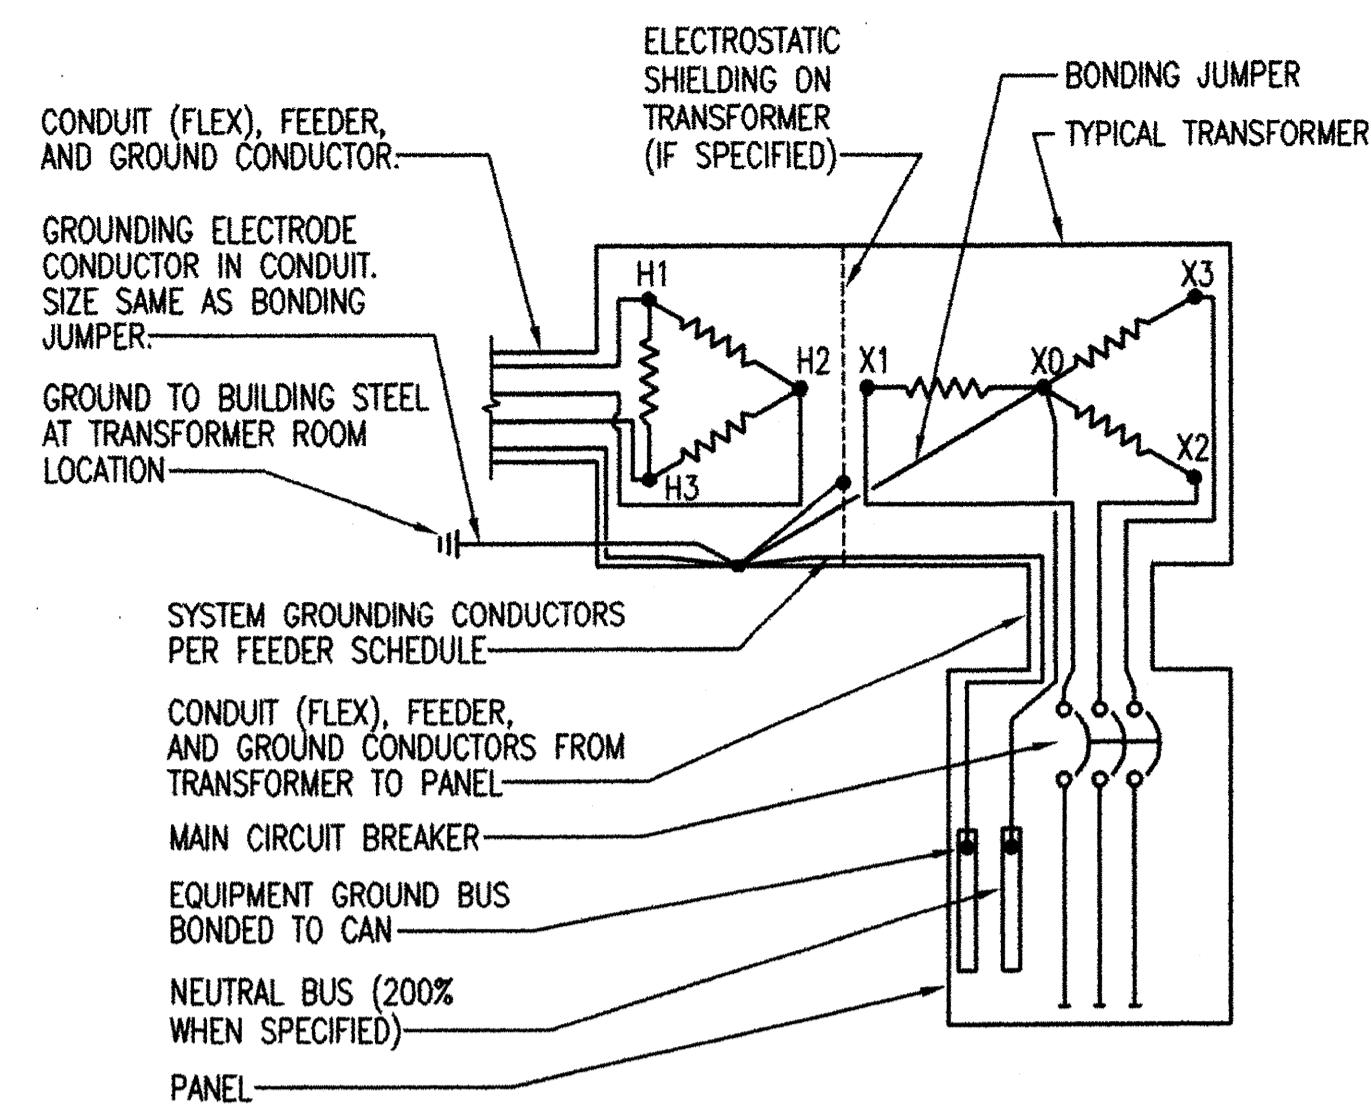 ELECTROSTATIC
SHIELDING ON
TRANSFORMER
(IF SPECIFIED)
BONDING JUMPER
TYPICAL TRANSFORMER
CONDUIT (FLEX), FEEDER,
AND GROUND CONDUCTOR.
GROUNDING ELECTRODE
CONDUCTOR IN CONDUIT.
SIZE SAME AS BONDING
JUMPER.
GROUND TO BUILDING STEEL
AT TRANSFORMER ROOM
LOCATION
H1
H2
H3
X1
X0
X3
X2
SYSTEM GROUNDING CONDUCTORS
PER FEEDER SCHEDULE
CONDUIT (FLEX), FEEDER,
AND GROUND CONDUCTORS FROM
TRANSFORMER TO PANEL
MAIN CIRCUIT BREAKER
EQUIPMENT GROUND BUS
BONDED TO CAN
NEUTRAL BUS (200%
WHEN SPECIFIED)
PANEL